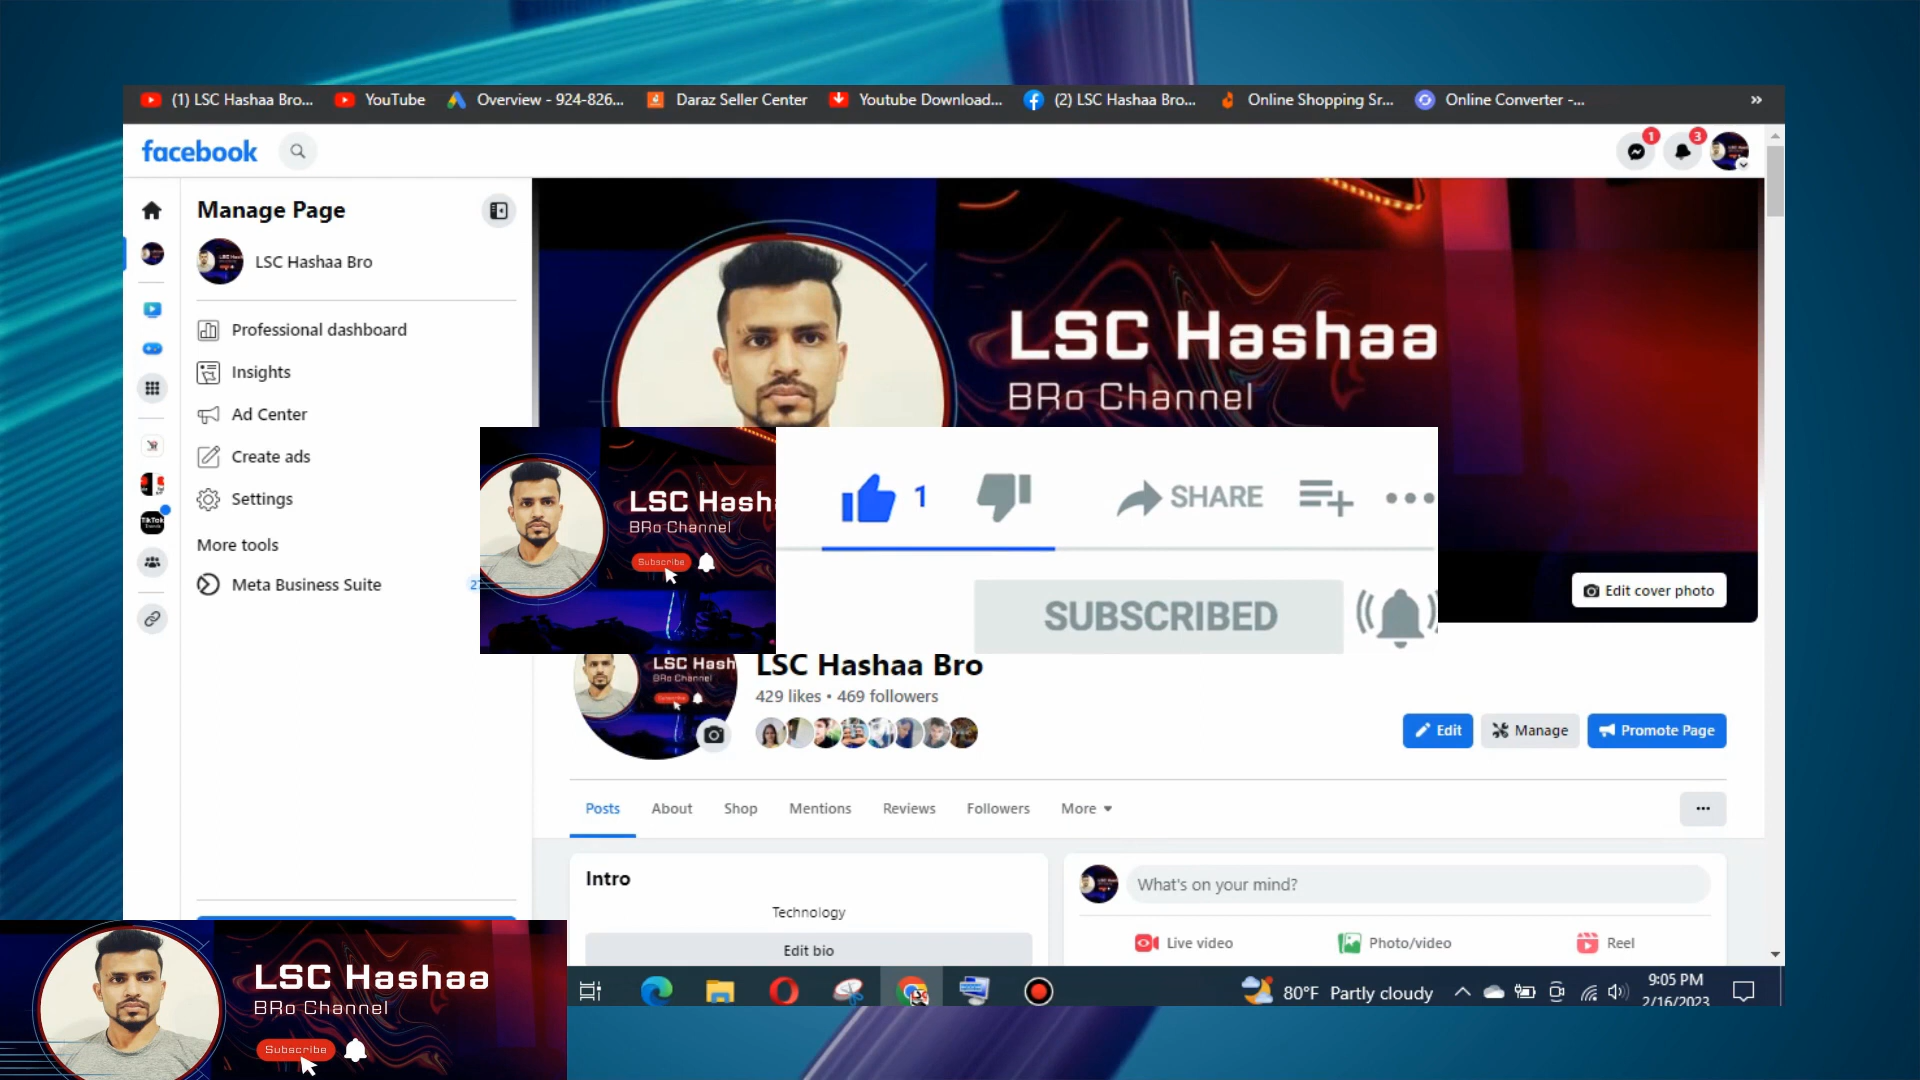 (1) LSC Hashaa Bro...
YouTube
Overview - 924-826...
Daraz Seller Center
Youtube Download...
(2) LSC Hashaa Bro...
Online Shopping Sr...
Online Converter -...
»
facebook
1
3
Manage Page
LSC Hashaa Bro
Professional dashboard
Insights
Ad Center
Create ads
Settings
More tools
Meta Business Suite
2
LSC Hashaa
BRo Channel
LSC Hash
BRo Channel
Subscribe
1
SHARE
SUBSCRIBED
Edit cover photo
LSC Hash
BRo Channel
LSC Hashaa Bro
429 likes • 469 followers
Edit
Manage
Promote Page
Posts
About
Shop
Mentions
Reviews
Followers
More
Intro
Technology
Edit bio
What's on your mind?
Live video
Photo/video
Reel
LSC Hashaa
BRo Channel
Subscribe
80°F Partly cloudy
9:05 PM
2/16/2023